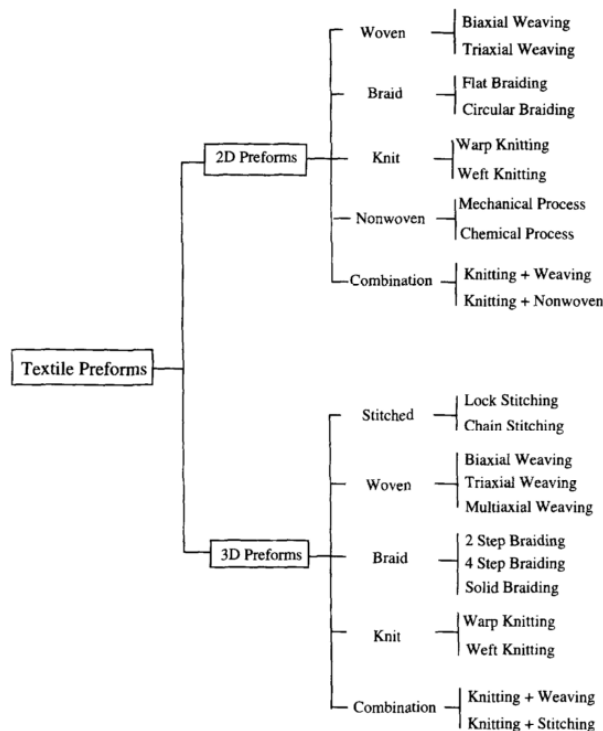 Textile Preforms
2D Preforms
Woven
Biaxial Weaving
Triaxial Weaving
Braid
Flat Braiding
Circular Braiding
Knit
Warp Knitting
Weft Knitting
Nonwoven
Mechanical Process
Chemical Process
Combination
Knitting + Weaving
Knitting + Nonwoven
3D Preforms
Stitched
Lock Stitching
Chain Stitching
Woven
Biaxial Weaving
Triaxial Weaving
Multiaxial Weaving
Braid
2 Step Braiding
4 Step Braiding
Solid Braiding
Knit
Warp Knitting
Weft Knitting
Combination
Knitting + Weaving
Knitting + Stitching